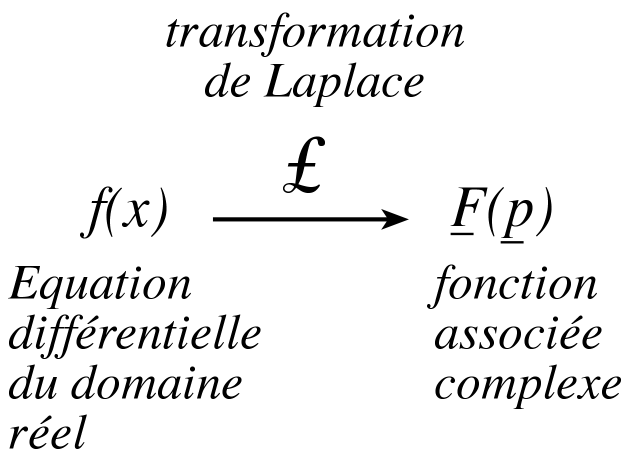 transformation
de Laplace
£
f(x) F(p)
Equation
différentielle
du domaine
réel
fonction
associée
complexe